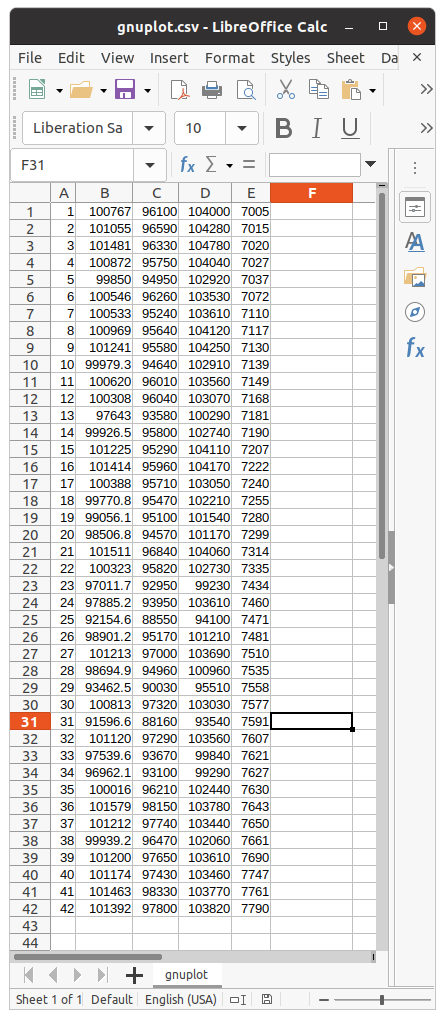 gnuplot.csv - LibreOffice Calc
File Edit View Insert Format Styles Sheet Da
Liberation Sa 10 B I U
F31 fx Σ =
A B C D E F
1 1 100767 96100 104000 7005
2 2 101055 96590 104280 7015
3 3 101481 96330 104780 7020
4 4 100872 95750 104040 7027
5 5 99850 94950 102920 7037
6 6 100546 96260 103530 7072
7 7 100533 95240 103610 7110
8 8 100969 95640 104120 7117
9 9 101241 95580 104250 7130
10 10 99979.3 94640 102910 7139
11 11 100620 96010 103560 7149
12 12 100308 96040 103070 7168
13 13 97643 93580 100290 7181
14 14 99926.5 95800 102740 7190
15 15 101225 95290 104110 7207
16 16 101414 95960 104170 7222
17 17 100388 95710 103050 7240
18 18 99770.8 95470 102210 7255
19 19 99056.1 95100 101540 7280
20 20 98506.8 94570 101170 7299
21 21 101511 96840 104060 7314
22 22 100323 95820 102730 7335
23 23 97011.7 92950 99230 7434
24 24 97885.2 93950 103610 7460
25 25 92154.6 88550 94100 7471
26 26 98901.2 95170 101210 7481
27 27 101213 97000 103690 7510
28 28 98694.9 94960 100960 7535
29 29 93462.5 90030 95510 7558
30 30 100813 97320 103030 7577
31 31 91596.6 88160 93540 7591
32 32 101120 97290 103560 7607
33 33 97539.6 93670 99840 7621
34 34 96962.1 93100 99290 7627
35 35 100016 96210 102440 7630
36 36 101579 98150 103780 7643
37 37 101212 97740 103440 7650
38 38 99939.2 96470 102060 7661
39 39 101200 97650 103610 7690
40 40 101174 97430 103460 7747
41 41 101463 98330 103770 7761
42 42 101392 97800 103820 7790
43
44
gnuplot
Sheet 1 of 1 Default English (USA)